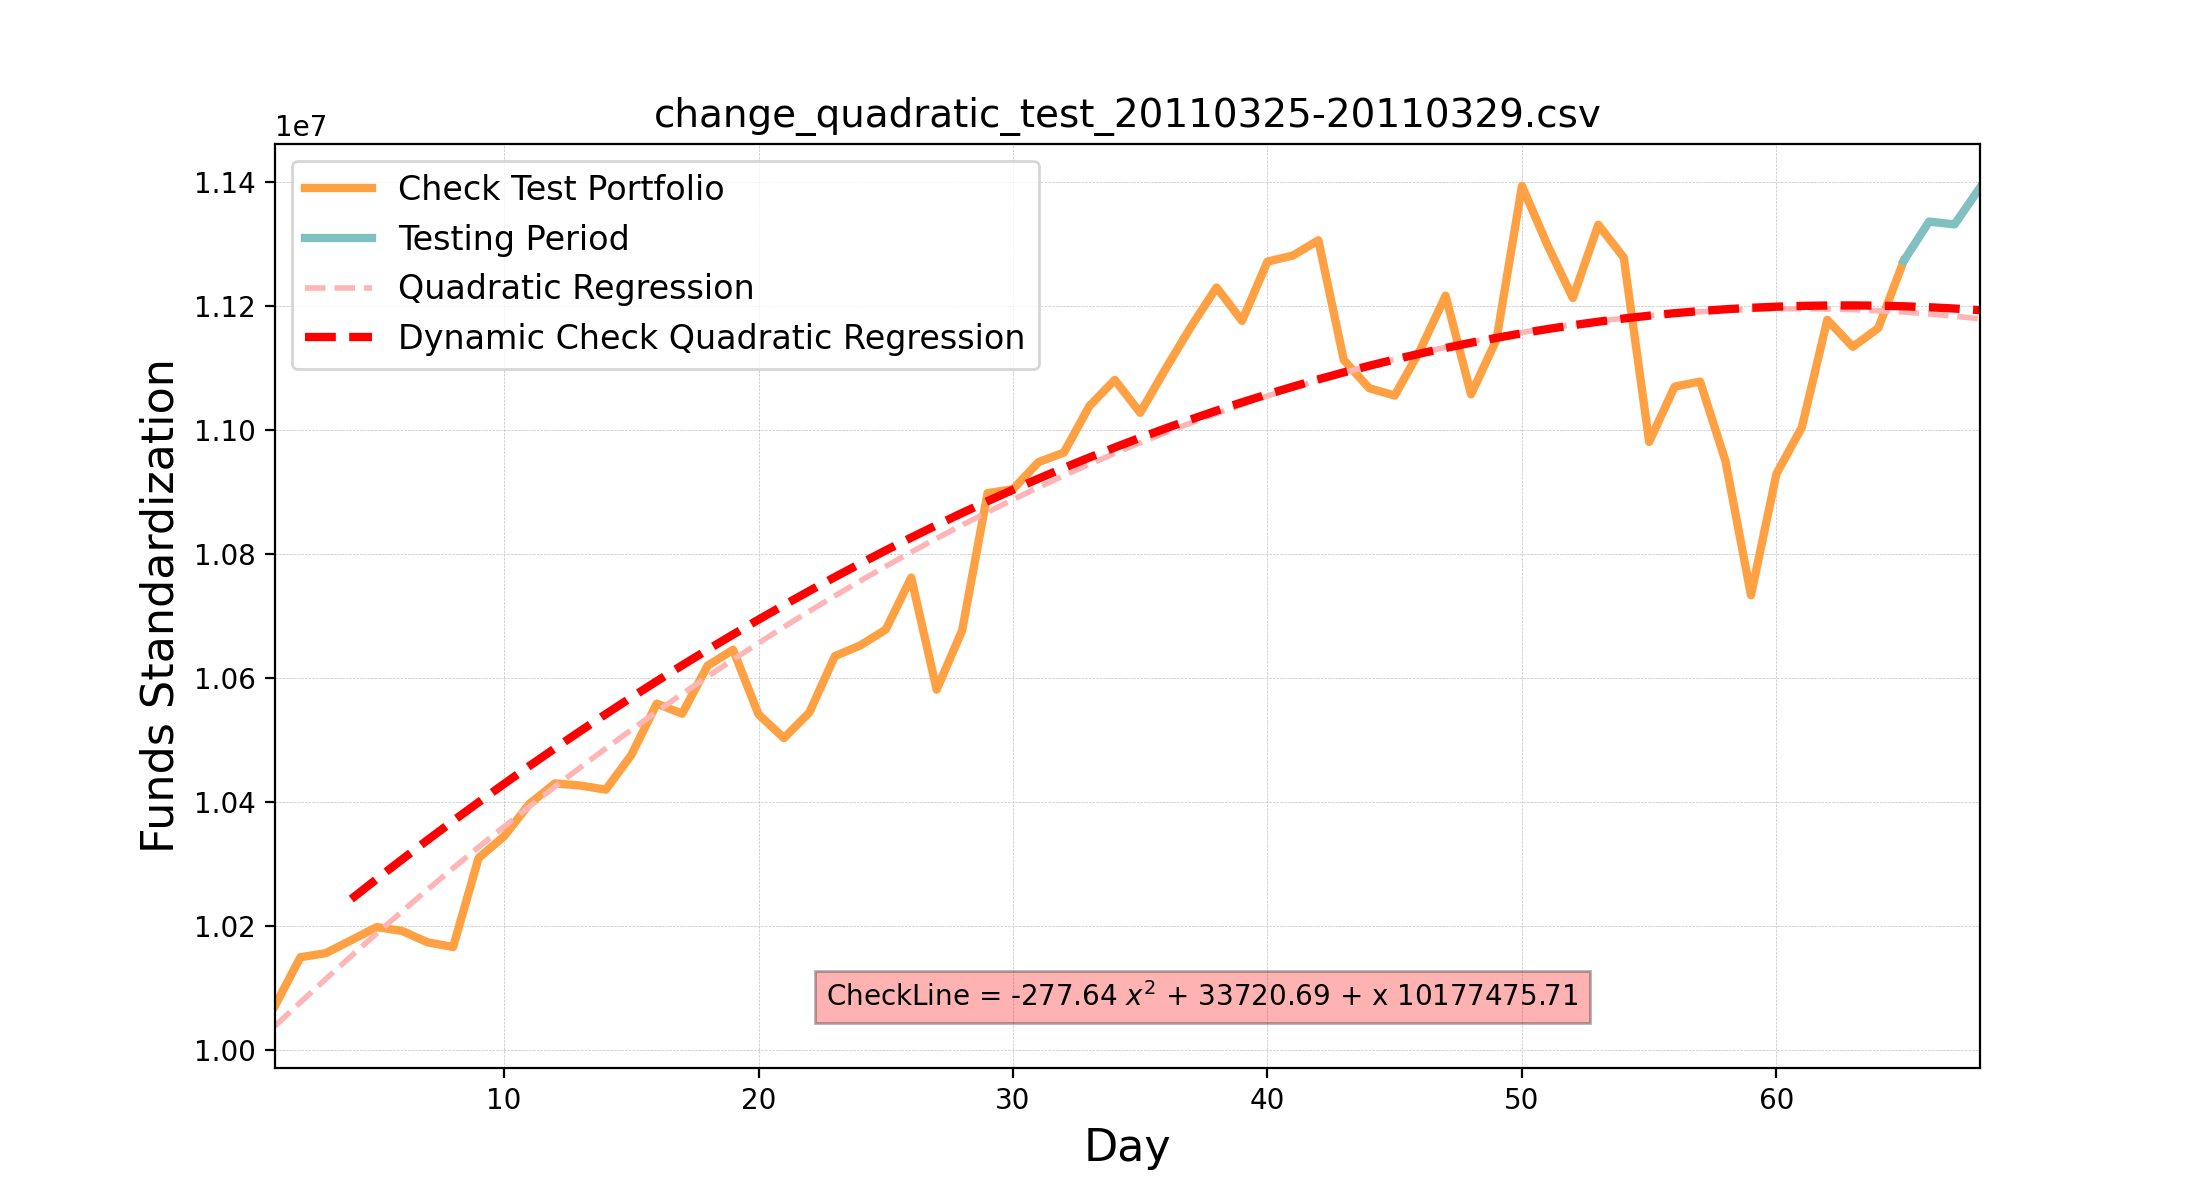 change_quadratic_test_20110325-20110329.csv
1e7
Check Test Portfolio
Testing Period
Quadratic Regression
Dynamic Check Quadratic Regression
1.14
1.12
1.10
1.08
1.06
1.04
1.02
1.00
Funds Standardization
CheckLine = -277.64 x² + 33720.69 + x 10177475.71
10 20 30 40 50 60
Day